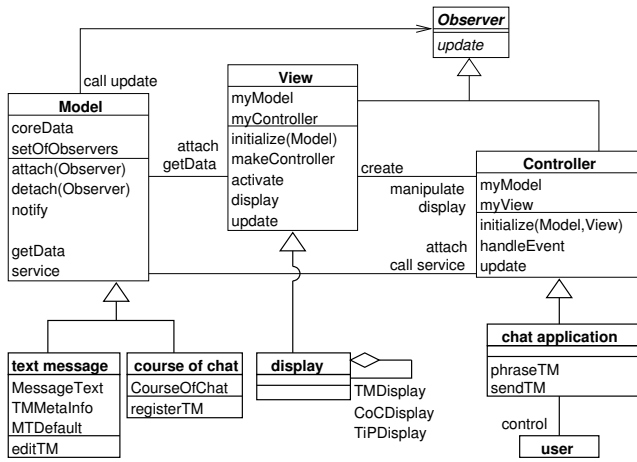 Observer
update
call update
View
myModel
myController
initialize(Model)
makeController
activate
display
update
Model
coreData
setOfObservers
attach(Observer)
detach(Observer)
notify
getData
service
attach
getData
create
manipulate
display
attach
call service
Controller
myModel
myView
initialize(Model,View)
handleEvent
update
text message
MessageText
TMMetaInfo
MTDefault
editTM
course of chat
CourseOfChat
registerTM
display
TMDisplay
CoCDisplay
TiPDisplay
chat application
phraseTM
sendTM
control
user